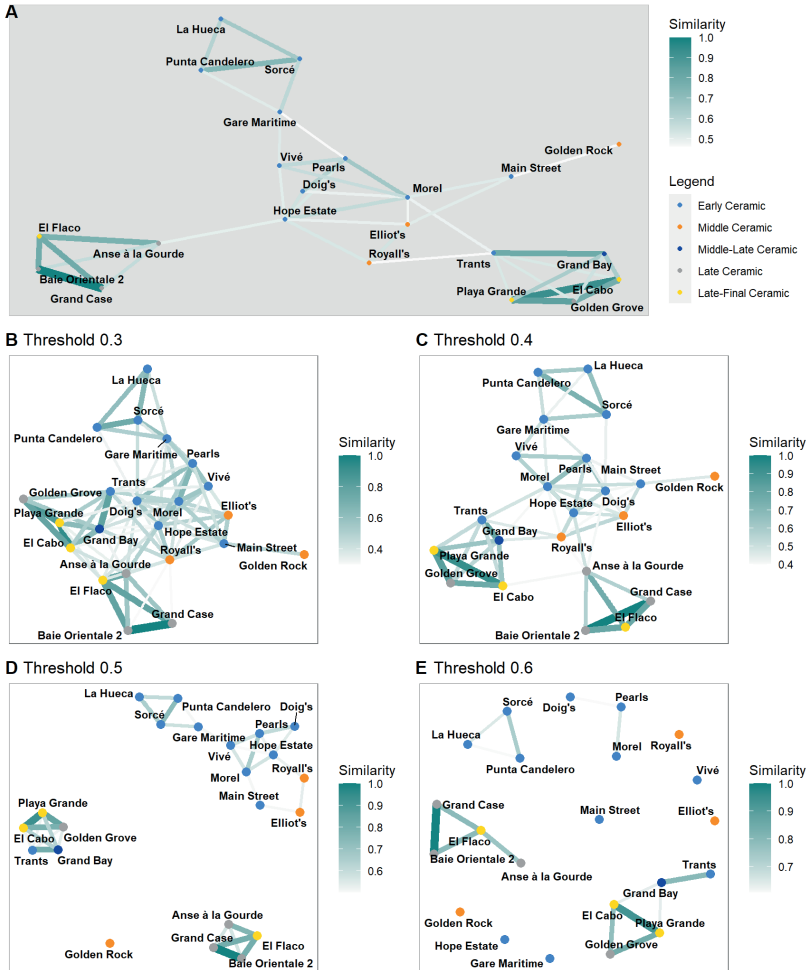 A
La Hueca
Punta Candelero
Sorcé
Gare Maritime
Vivé
Pearls
Doig's
Morel
Main Street
Golden Rock
Hope Estate
Elliot's
Royall's
El Flaco
Anse à la Gourde
Baie Orientale 2
Grand Case
Trants
Grand Bay
Playa Grande
El Cabo
Golden Grove
Similarity
1.0
0.9
0.8
0.7
0.6
0.5
Legend
Early Ceramic
Middle Ceramic
Middle-Late Ceramic
Late Ceramic
Late-Final Ceramic
B Threshold 0.3
La Hueca
Sorcé
Punta Candelero
Gare Maritime
Pearls
Trants
Vivé
Golden Grove
Playa Grande
Doig's
Morel
Elliot's
El Cabo
Grand Bay
Hope Estate
Royall's
Main Street
Anse à la Gourde
Golden Rock
El Flaco
Grand Case
Baie Orientale 2
Similarity
1.0
0.8
0.6
0.4
C Threshold 0.4
La Hueca
Punta Candelero
Sorcé
Gare Maritime
Vivé
Pearls
Main Street
Morel
Golden Rock
Hope Estate
Doig's
Trants
Elliot's
Grand Bay
Royall's
Playa Grande
Golden Grove
Anse à la Gourde
El Cabo
Grand Case
El Flaco
Baie Orientale 2
Similarity
1.0
0.9
0.8
0.7
0.6
0.5
0.4
D Threshold 0.5
La Hueca
Punta Candelero
Doig's
Sorcé
Pearls
Gare Maritime
Hope Estate
Vivé
Royall's
Morel
Main Street
Elliot's
Playa Grande
El Cabo
Golden Grove
Trants
Grand Bay
Anse à la Gourde
Grand Case
El Flaco
Golden Rock
Baie Orientale 2
Similarity
1.0
0.9
0.8
0.7
0.6
E Threshold 0.6
Sorcé
Doig's
Pearls
La Hueca
Morel
Royall's
Punta Candelero
Vivé
Grand Case
Main Street
Elliot's
El Flaco
Baie Orientale 2
Anse à la Gourde
Trants
Grand Bay
El Cabo
Playa Grande
Golden Rock
Golden Grove
Hope Estate
Gare Maritime
Similarity
1.0
0.9
0.8
0.7